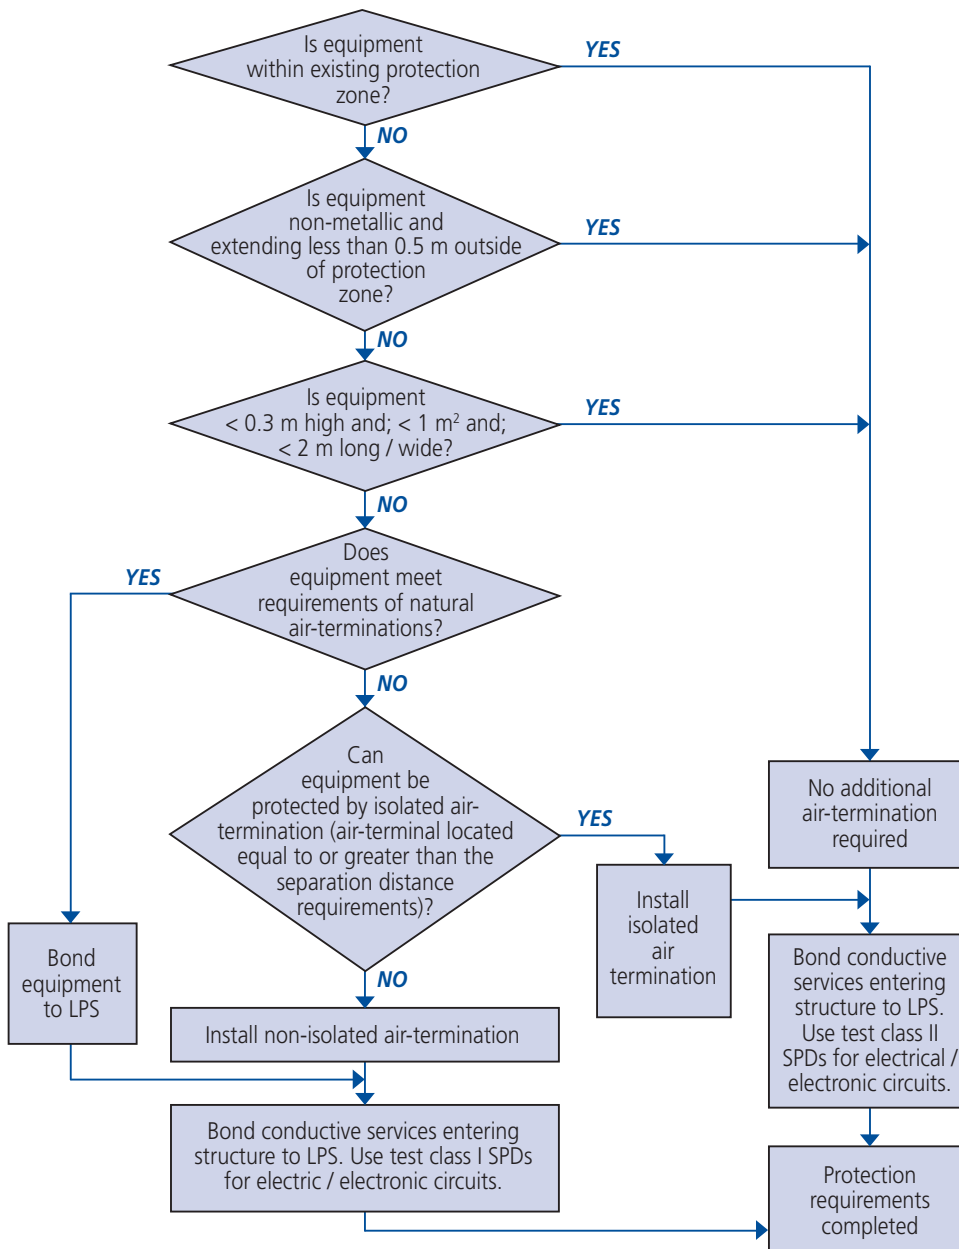 Is equipment
within existing protection
zone?
YES
NO
Is equipment
non-metallic and
extending less than 0.5 m outside
of protection
zone?
YES
NO
Is equipment
< 0.3 m high and; < 1 m² and;
< 2 m long / wide?
YES
NO
Does
equipment meet
requirements of natural
air-terminations?
YES
NO
Can
equipment be
protected by isolated air-
termination (air-terminal located
equal to or greater than the
separation distance
requirements)?
YES
NO
No additional
air-termination
required
Install
isolated
air
termination
Bond
equipment
to LPS
Install non-isolated air-termination
Bond conductive
services entering
structure to LPS.
Use test class II
SPDs for electrical /
electronic circuits.
Bond conductive services entering
structure to LPS. Use test class I SPDs
for electric / electronic circuits.
Protection
requirements
completed